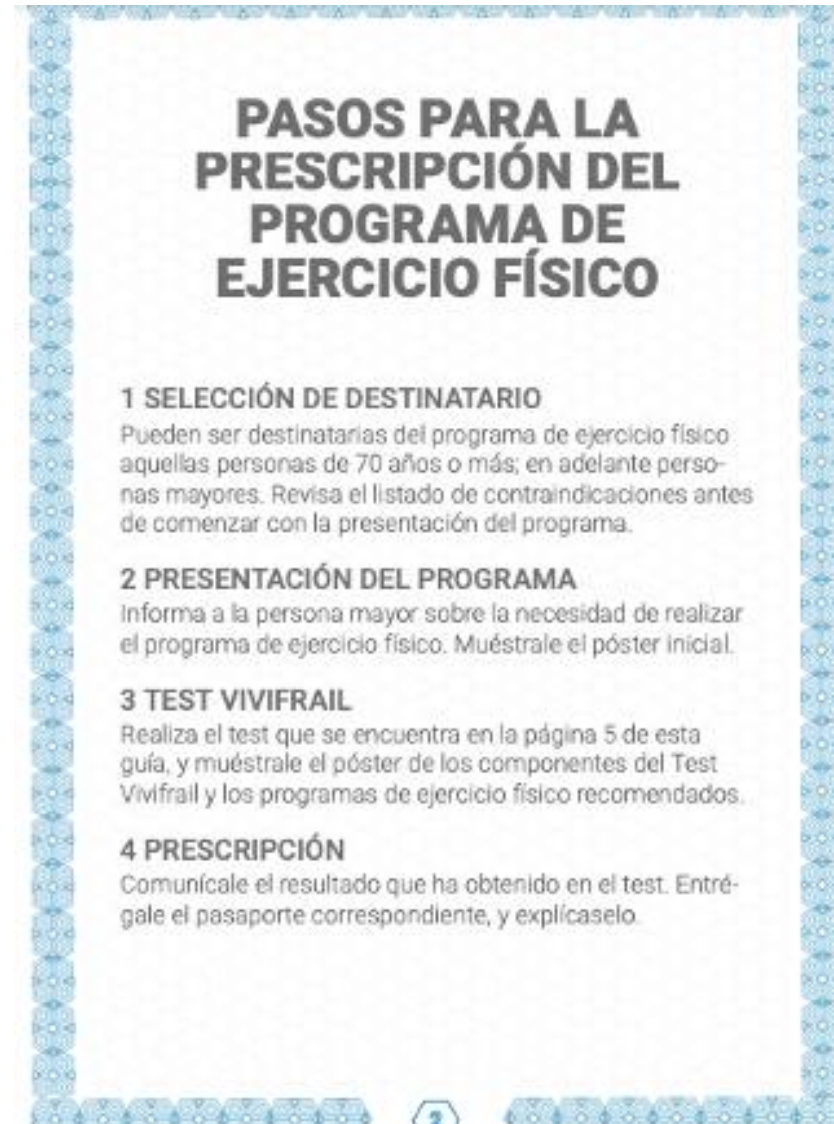 PASOS PARA LA
PRESCRIPCIÓN DEL
PROGRAMA DE
EJERCICIO FÍSICO
1 SELECCIÓN DE DESTINATARIO
Pueden ser destinatarias del programa de ejercicio físico
aquellas personas de 70 años o más; en adelante perso-
nas mayores. Revisa el listado de contraindicaciones antes
de comenzar con la presentación del programa.
2 PRESENTACIÓN DEL PROGRAMA
Informa a la persona mayor sobre la necesidad de realizar
el programa de ejercicio físico. Muéstrale el póster inicial.
3 TEST VIVIFRAIL
Realiza el test que se encuentra en la página 5 de esta
guía, y muéstrale el póster de los componentes del Test
Vivifrail y los programas de ejercicio físico recomendados.
4 PRESCRIPCIÓN
Comunícale el resultado que ha obtenido en el test. Entré-
gale el pasaporte correspondiente, y explícaselo.
2